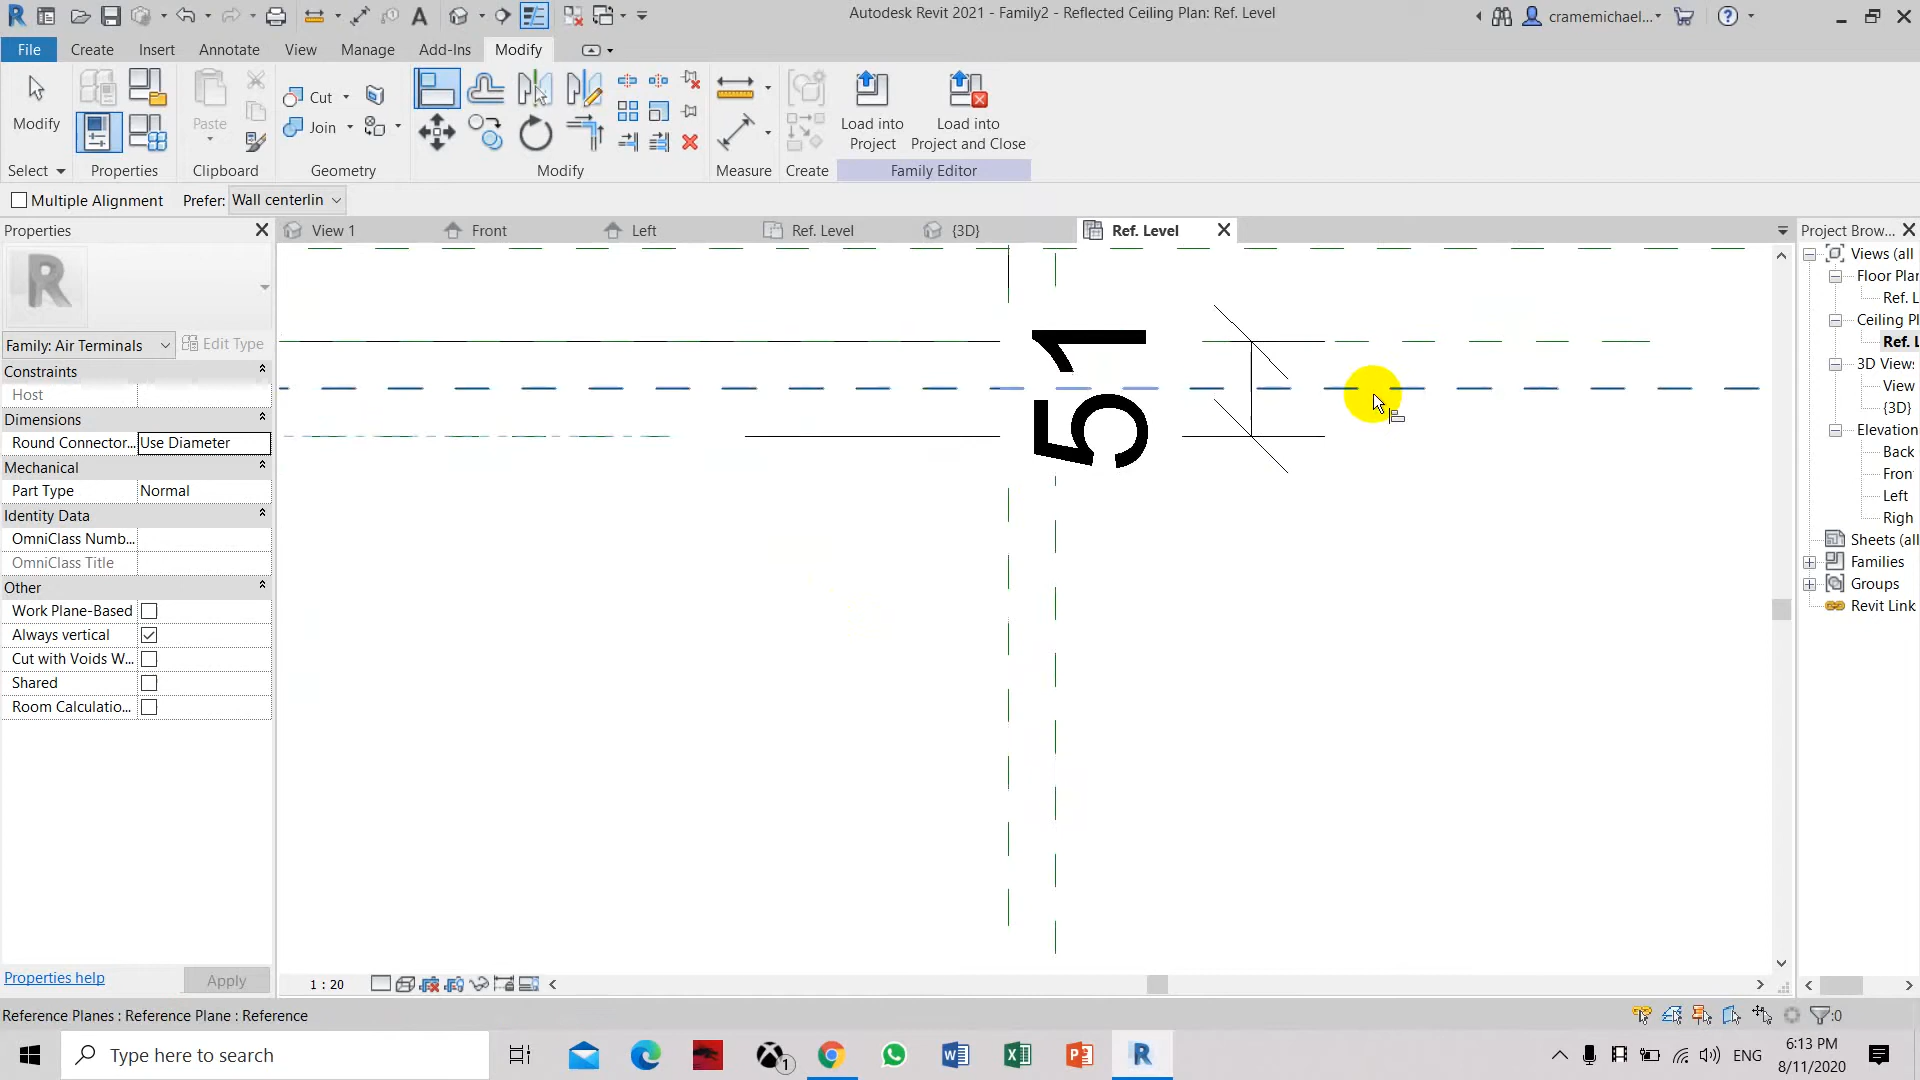 Autodesk Revit 2021 - Family2 - Reflected Ceiling Plan: Ref. Level
cramemichael...
File Create Insert Annotate View Manage Add-Ins Modify
Modify
Paste
Cut
Join
Load into Project
Load into Project and Close
Select Properties Clipboard Geometry Modify Measure Create Family Editor
Multiple Alignment Prefer: Wall centerlin
Properties
View 1 Front Left Ref. Level {3D} Ref. Level
Project Brow...
R
Family: Air Terminals Edit Type
Constraints
Host
Dimensions
Round Connector... Use Diameter
Mechanical
Part Type Normal
Identity Data
OmniClass Numb...
OmniClass Title
Other
Work Plane-Based
Always vertical
Cut with Voids W...
Shared
Room Calculatio...
Properties help Apply
51
Views (all
Floor Plar
Ref. L
Ceiling Pl
Ref. L
3D Views
View
{3D}
Elevation
Back
Fron
Left
Righ
Sheets (all
Families
Groups
Revit Link
1 : 20
Reference Planes : Reference Plane : Reference
:0
Type here to search
1
ENG
6:13 PM
8/11/2020